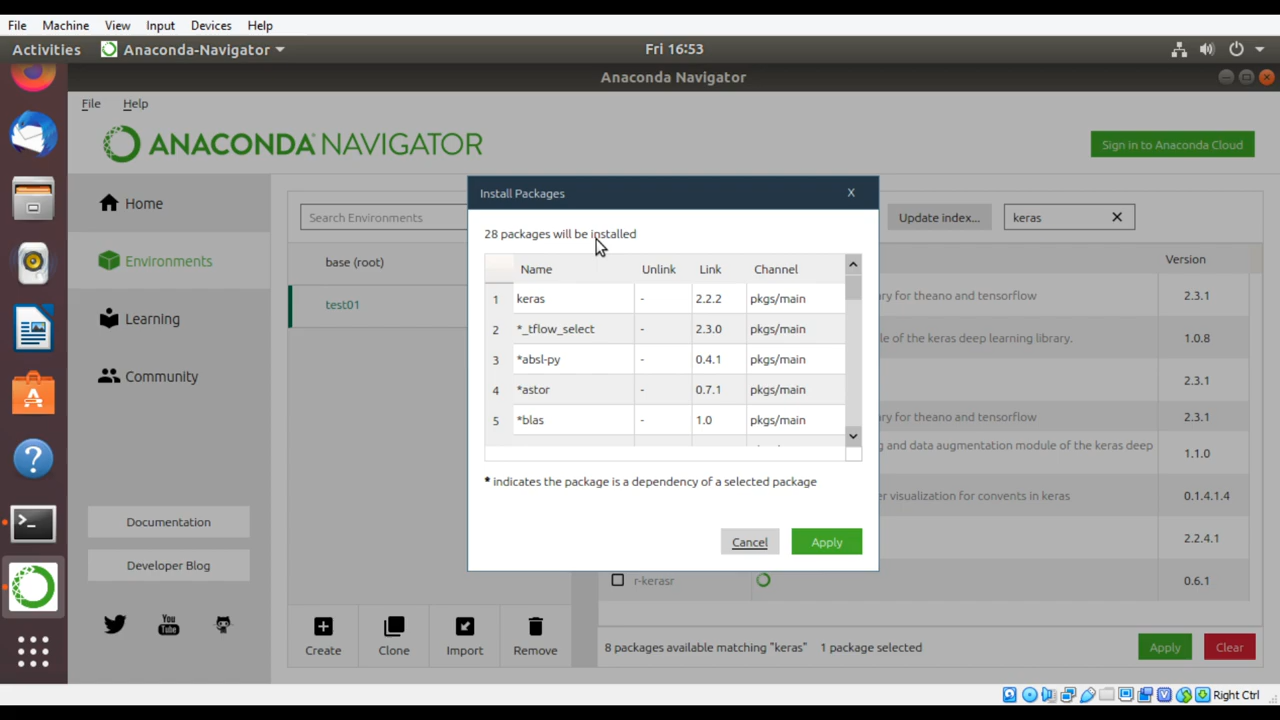 File Machine View Input Devices Help
Activities Anaconda-Navigator Fri 16:53
Anaconda Navigator
File Help
ANACONDA NAVIGATOR
Sign in to Anaconda Cloud
Home
Environments
Learning
Community
Documentation
Developer Blog
You
Tube
Search Environments
base (root)
test01
Create Clone Import Remove
Update index... keras
Version
ry for theano and tensorflow 2.3.1
le of the keras deep learning library. 1.0.8
2.3.1
ry for theano and tensorflow 2.3.1
g and data augmentation module of the keras deep
1.1.0
er visualization for convents in keras 0.1.4.1.4
2.2.4.1
r-kerasr 0.6.1
8 packages available matching "keras" 1 package selected Apply Clear
Install Packages X
28 packages will be installed
Name Unlink Link Channel
1 keras - 2.2.2 pkgs/main
2 *_tflow_select - 2.3.0 pkgs/main
3 *absl-py - 0.4.1 pkgs/main
4 *astor - 0.7.1 pkgs/main
5 *blas - 1.0 pkgs/main
* indicates the package is a dependency of a selected package
Cancel Apply
Right Ctrl